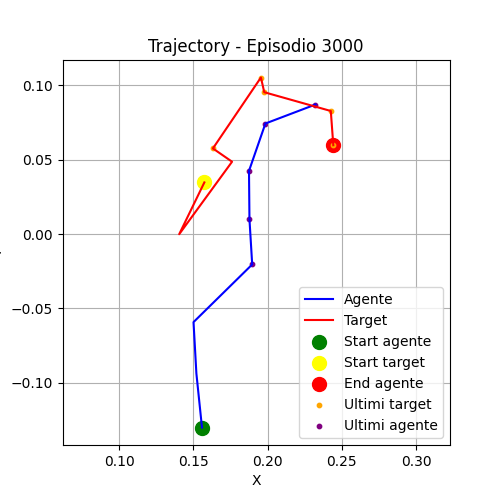 Trajectory - Episodio 3000
0.10
0.05
0.00
−0.05
−0.10
Agente
Target
Start agente
Start target
End agente
Ultimi target
Ultimi agente
0.10 0.15 0.20 0.25 0.30
X